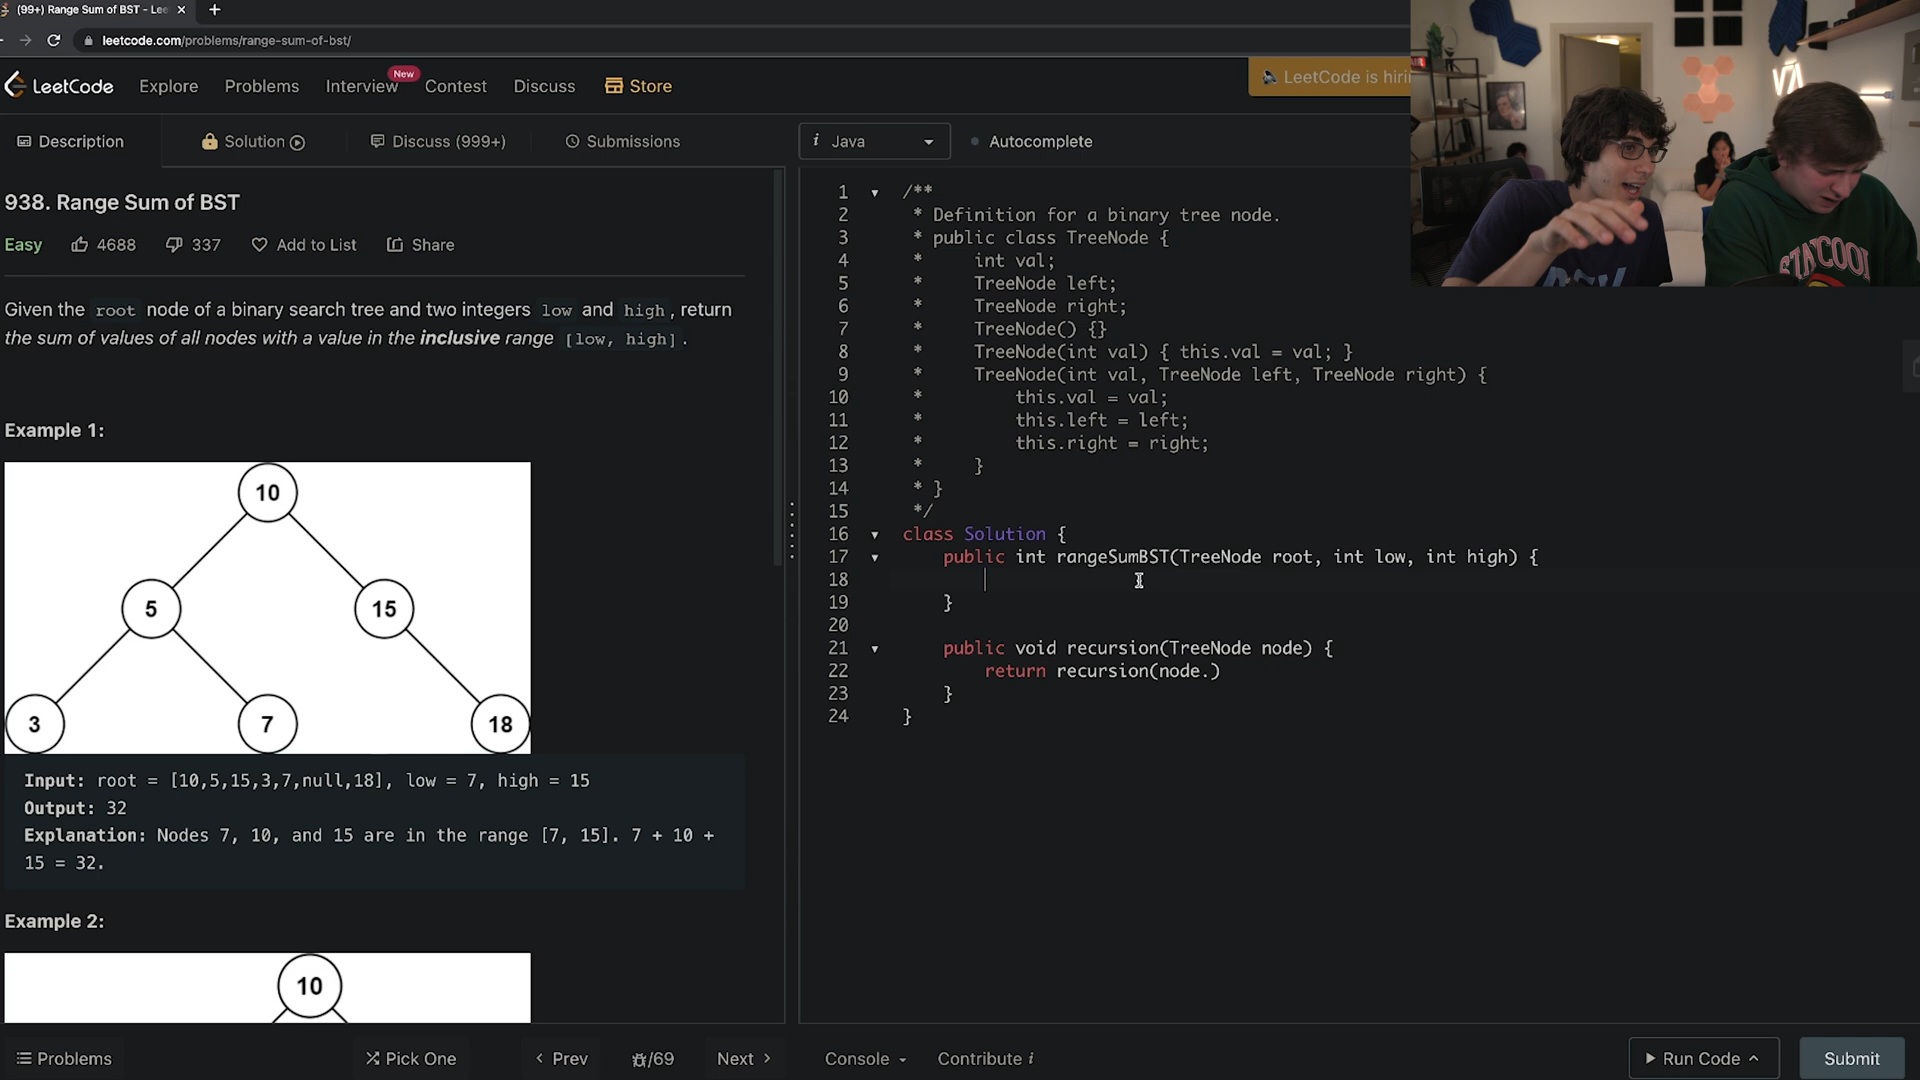 (99+) Range Sum of BST - Lee
leetcode.com/problems/range-sum-of-bst/
LeetCode
Explore
Problems
Interview
New
Contest
Discuss
Store
LeetCode is hiri
Description
Solution
Discuss (999+)
Submissions
i Java
Autocomplete
938. Range Sum of BST
Easy
4688
337
Add to List
Share
Given the root node of a binary search tree and two integers low and high, return
the sum of values of all nodes with a value in the inclusive range [low, high].
Example 1:
10
5
15
3
7
18
Input: root = [10,5,15,3,7,null,18], low = 7, high = 15
Output: 32
Explanation: Nodes 7, 10, and 15 are in the range [7, 15]. 7 + 10 +
15 = 32.
Example 2:
10
1 /**
2 * Definition for a binary tree node.
3 * public class TreeNode {
4 * int val;
5 * TreeNode left;
6 * TreeNode right;
7 * TreeNode() {}
8 * TreeNode(int val) { this.val = val; }
9 * TreeNode(int val, TreeNode left, TreeNode right) {
10 * this.val = val;
11 * this.left = left;
12 * this.right = right;
13 * }
14 * }
15 */
16 class Solution {
17 public int rangeSumBST(TreeNode root, int low, int high) {
18
19 }
20
21 public void recursion(TreeNode node) {
22 return recursion(node.)
23 }
24 }
Problems
Pick One
Prev
/69
Next
Console
Contribute i
Run Code
Submit